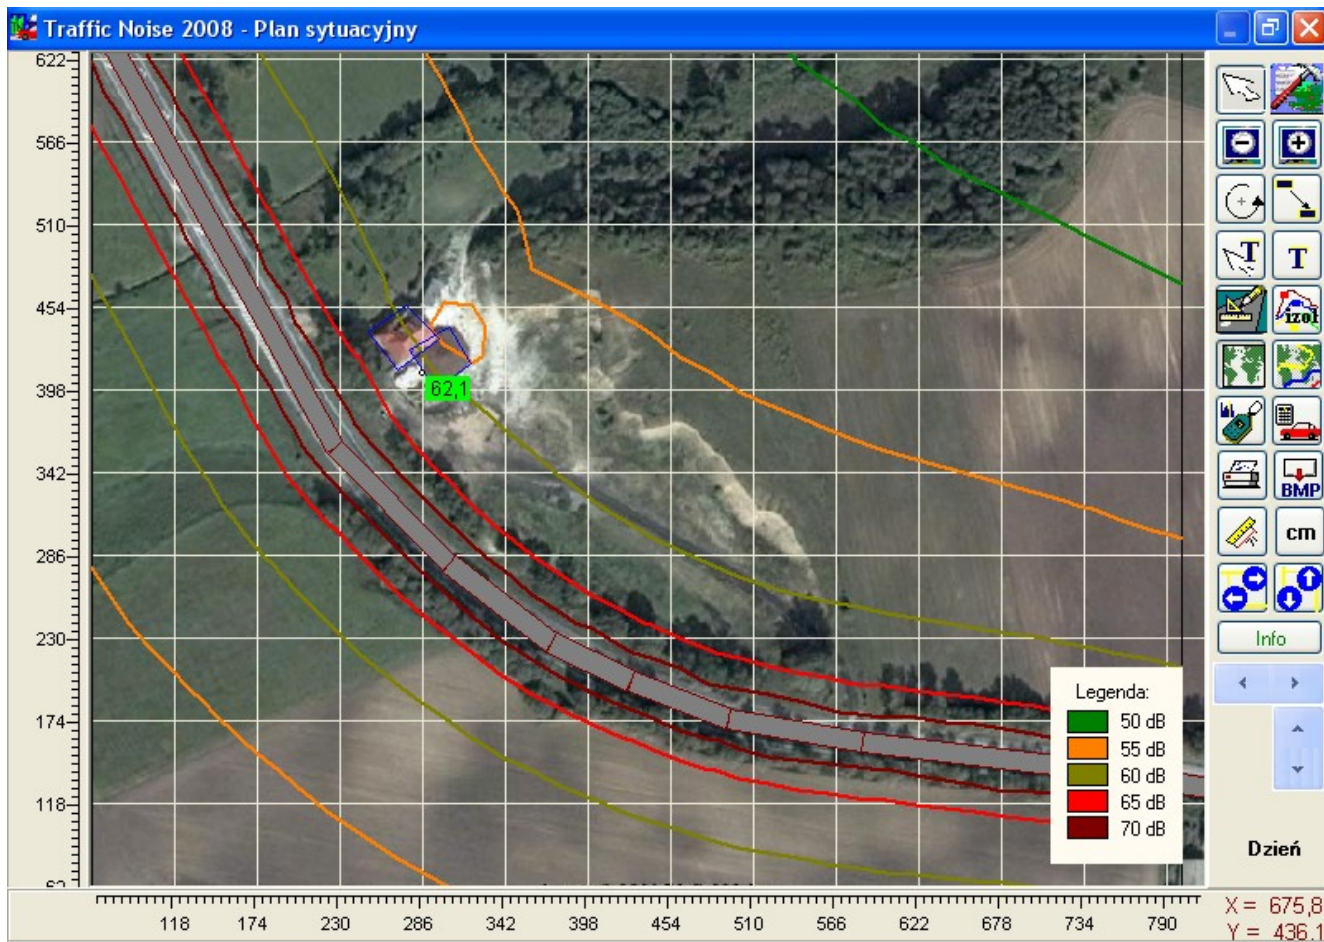 Traffic Noise 2008 - Plan sytuacyjny
622
566
510
454
398
342
286
230
174
118
62,1
T
T
izol
BMP
cm
Info
Legenda:
50 dB
55 dB
60 dB
65 dB
70 dB
Dzień
118 174 230 286 342 398 454 510 566 622 678 734 790
X = 675,8
Y = 436.1